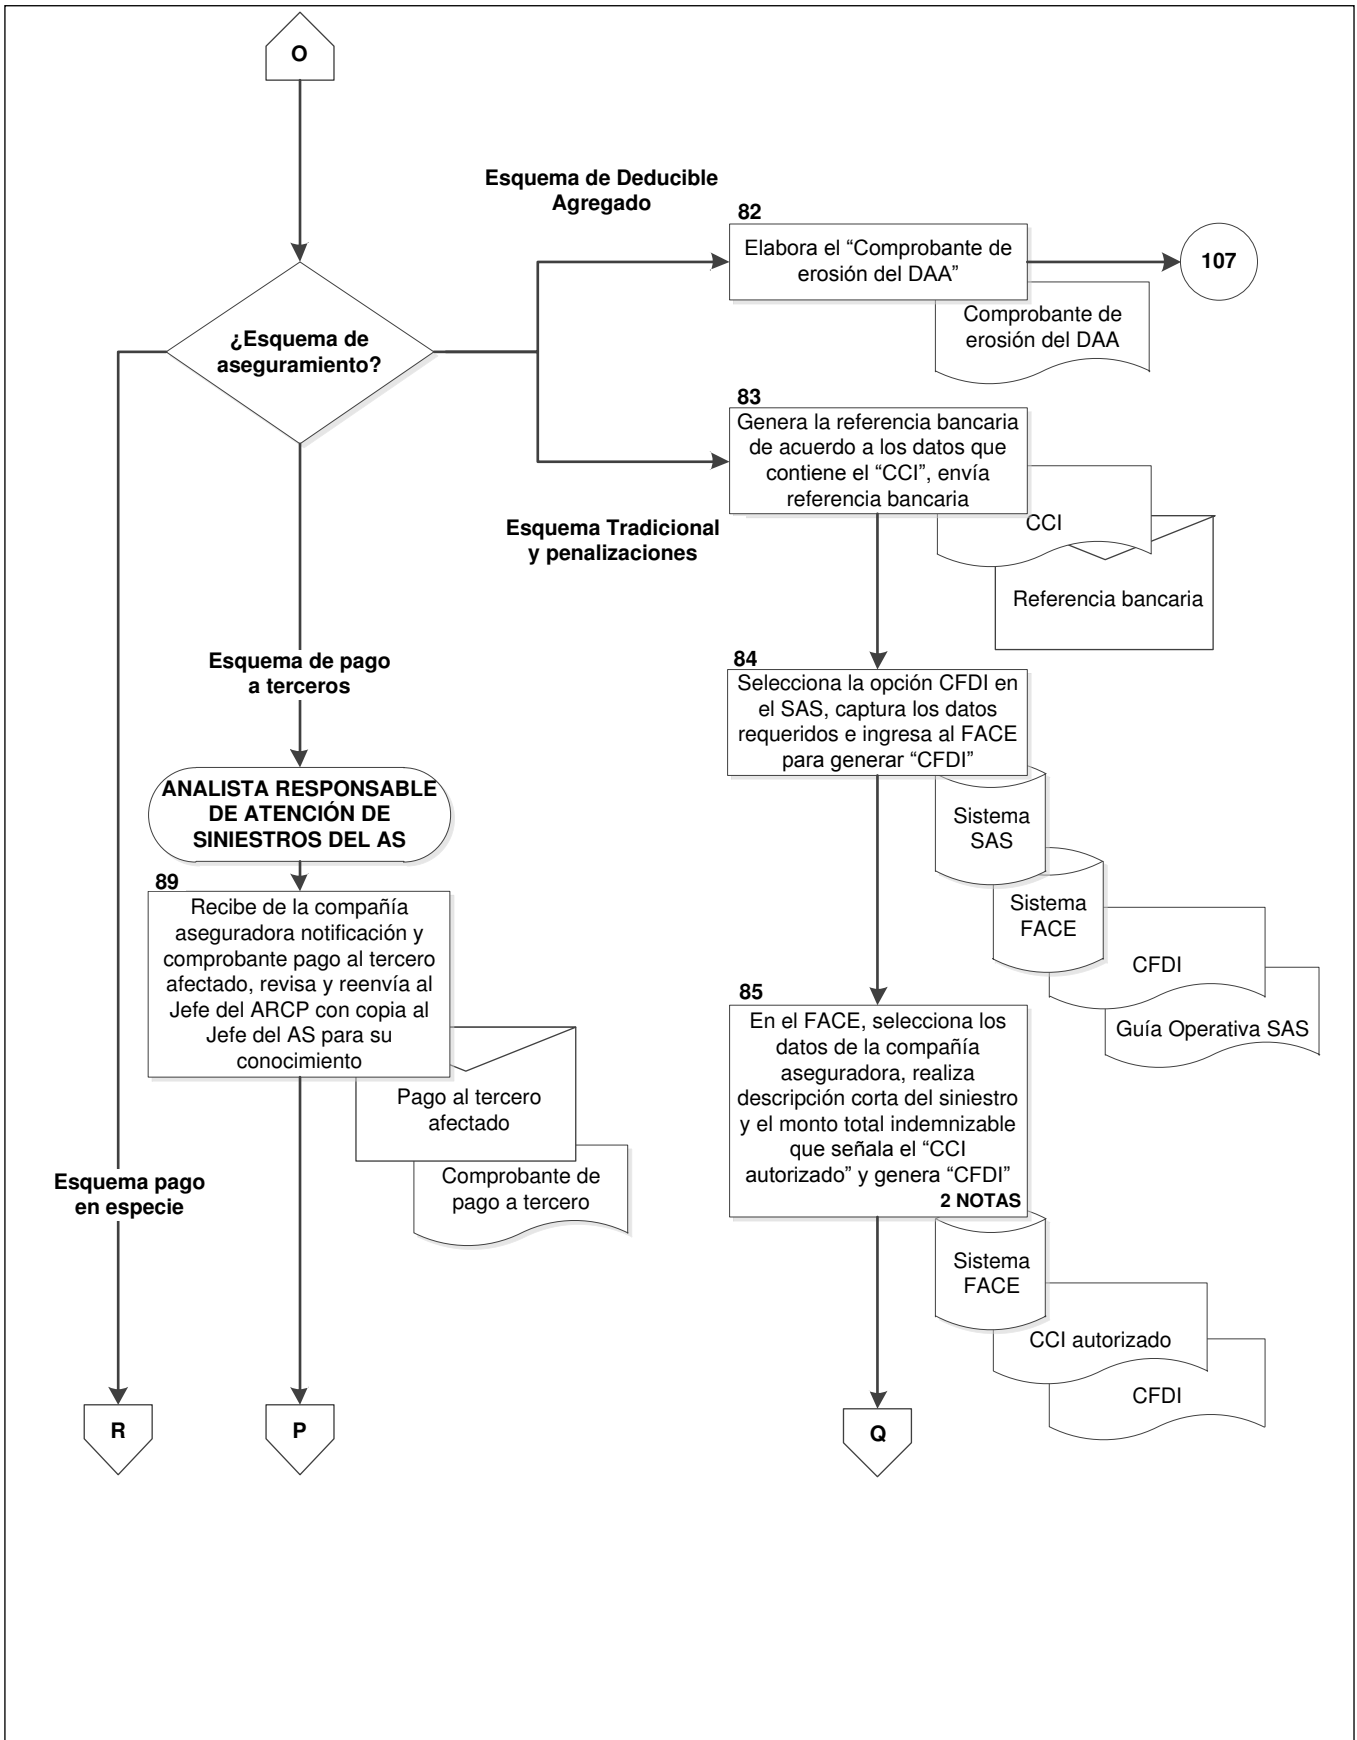 O
Esquema de Deducible
Agregado
82
Elabora el “Comprobante de
erosión del DAA”
107
Comprobante de
erosión del DAA
¿Esquema de
aseguramiento?
83
Genera la referencia bancaria
de acuerdo a los datos que
contiene el “CCI”, envía
referencia bancaria
CCI
Referencia bancaria
Esquema Tradicional
y penalizaciones
Esquema de pago
a terceros
84
Selecciona la opción CFDI en
el SAS, captura los datos
requeridos e ingresa al FACE
para generar “CFDI”
Sistema
SAS
Sistema
FACE
CFDI
Guía Operativa SAS
ANALISTA RESPONSABLE
DE ATENCIÓN DE
SINIESTROS DEL AS
89
Recibe de la compañía
aseguradora notificación y
comprobante pago al tercero
afectado, revisa y reenvía al
Jefe del ARCP con copia al
Jefe del AS para su
conocimiento
Pago al tercero
afectado
Comprobante de
pago a tercero
85
En el FACE, selecciona los
datos de la compañía
aseguradora, realiza
descripción corta del siniestro
y el monto total indemnizable
que señala el “CCI
autorizado” y genera “CFDI”
2 NOTAS
Sistema
FACE
CCI autorizado
CFDI
Esquema pago
en especie
R
P
Q